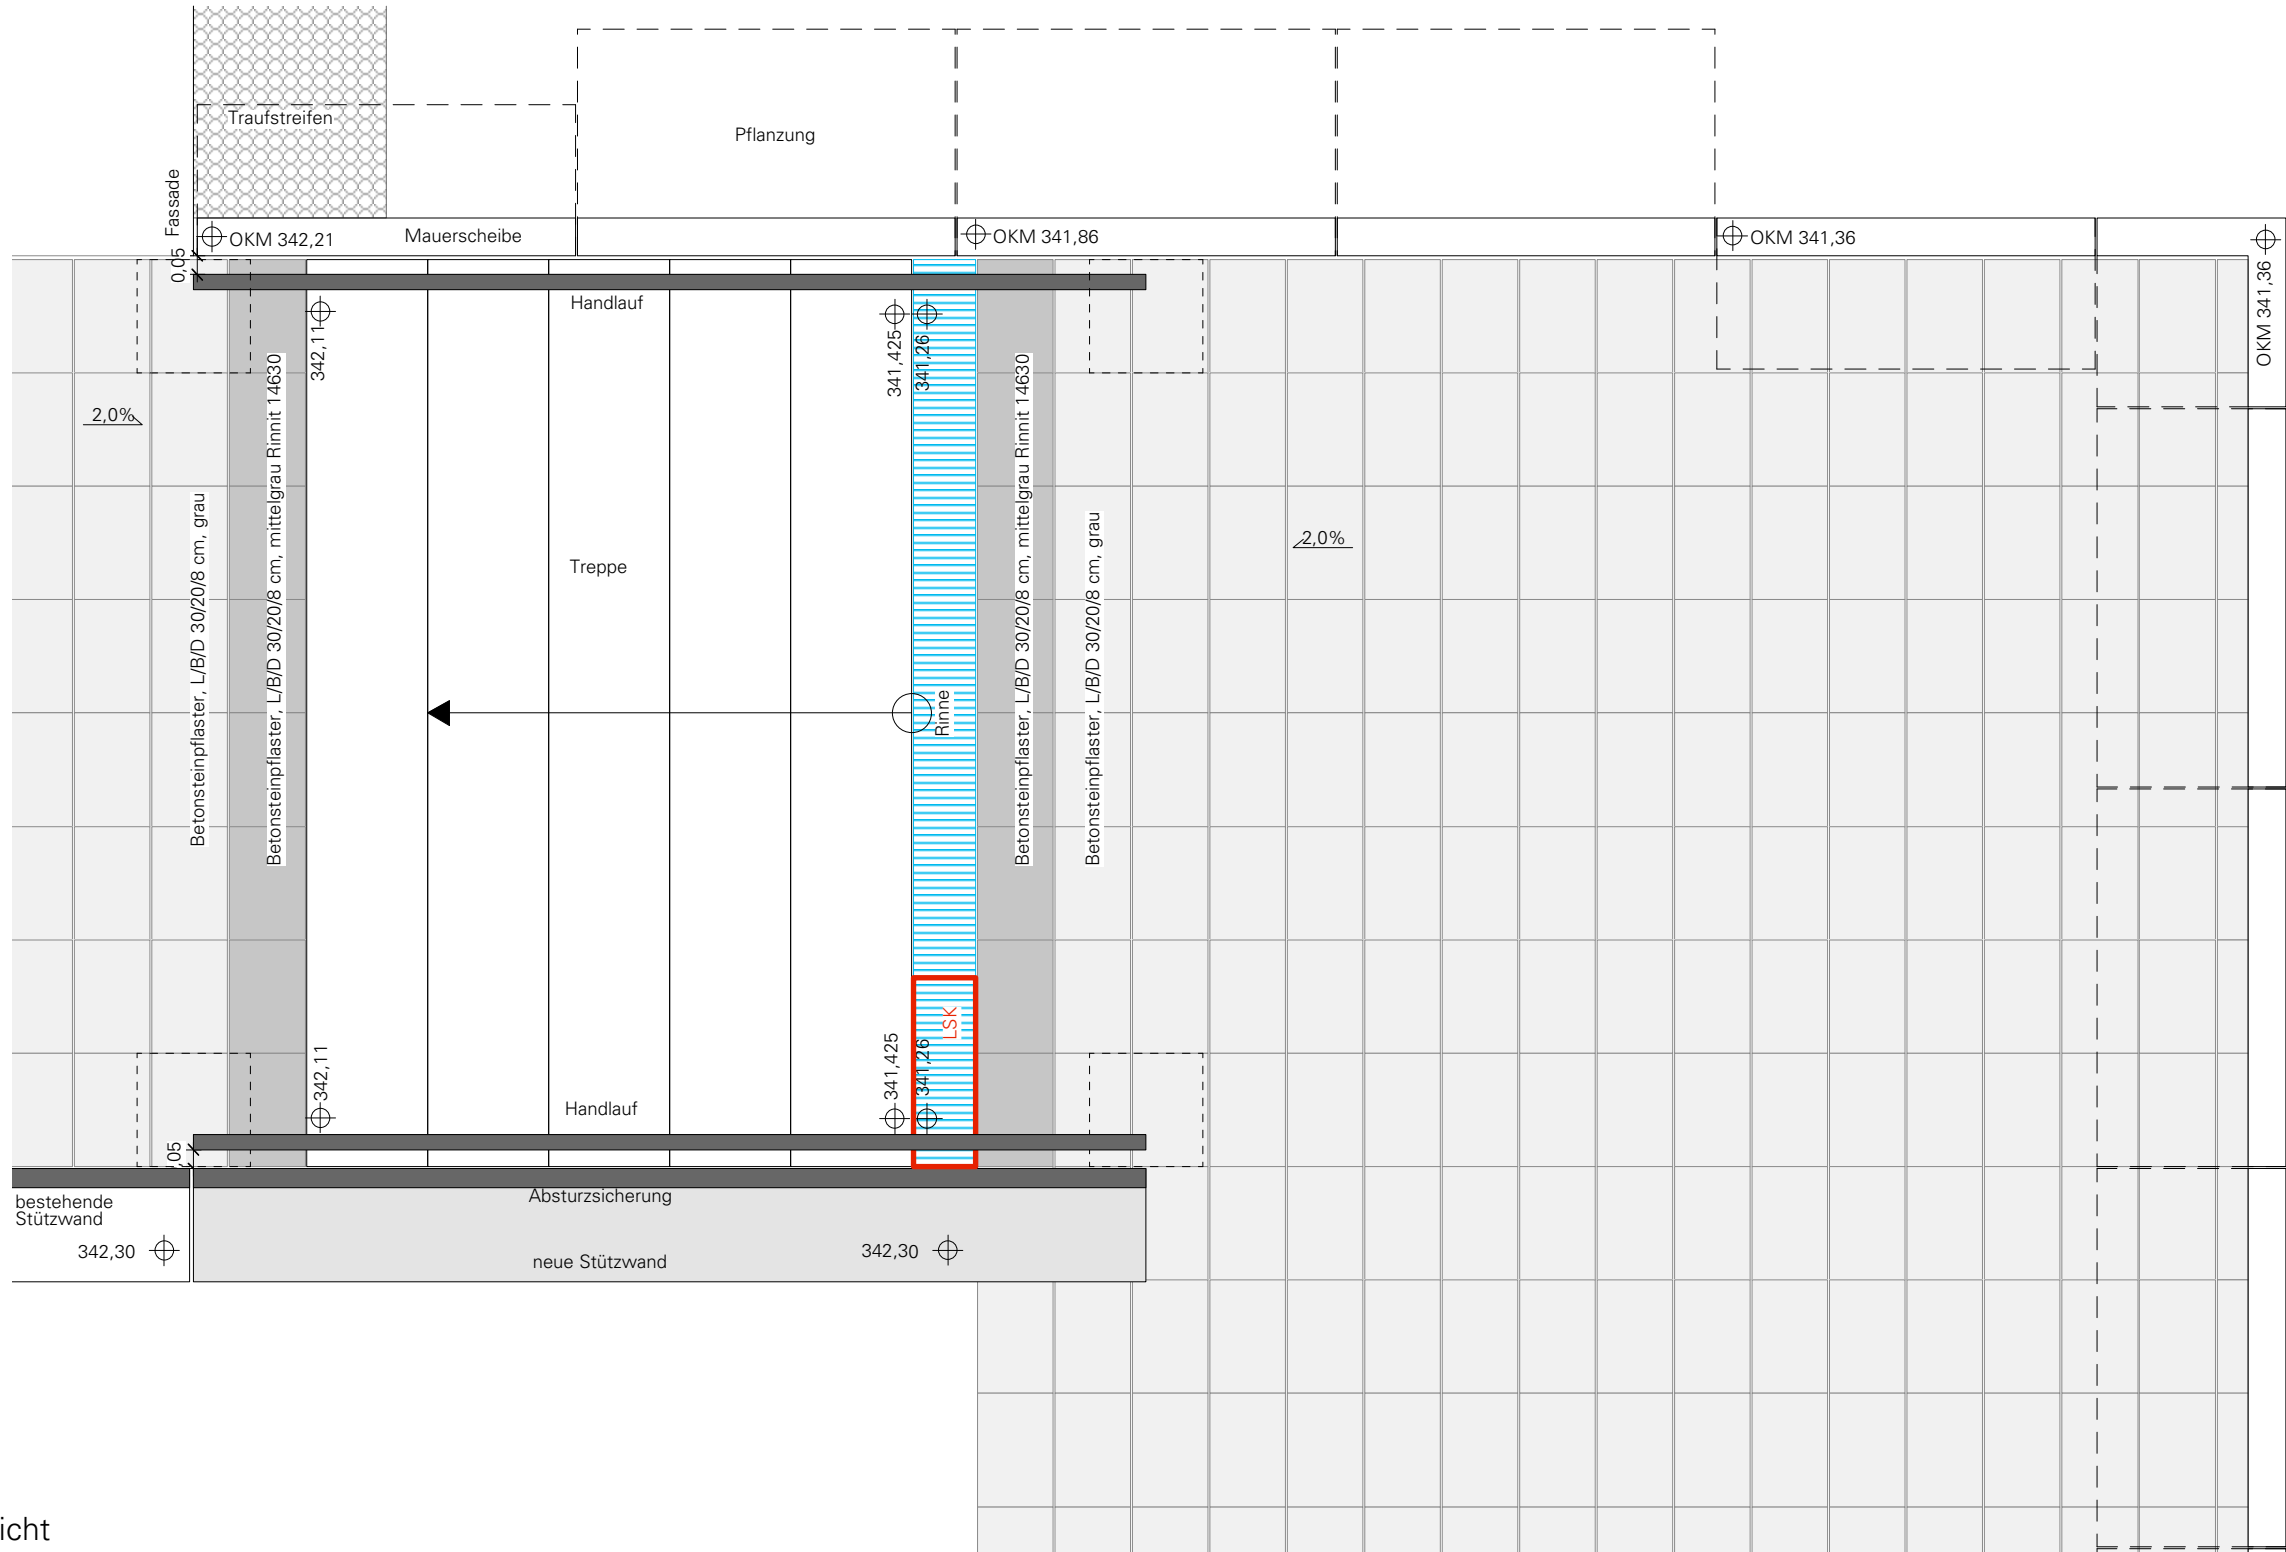 Traufstreifen
Pflanzung
Fassade
OKM 342,21
Mauerscheibe
OKM 341,86
OKM 341,36
OKM 341,36
0,05
Handlauf
342,11
341,425
341,26
2,0%
2,0%
Betonsteinpflaster, L/B/D 30/20/8 cm, grau
Betonsteinpflaster, L/B/D 30/20/8 cm, mittelgrau Rinnit 14630
Treppe
Rinne
Betonsteinpflaster, L/B/D 30/20/8 cm, mittelgrau Rinnit 14630
Betonsteinpflaster, L/B/D 30/20/8 cm, grau
LSK
342,11
341,425
341,26
Handlauf
,05
bestehende
Stützwand
342,30
Absturzsicherung
neue Stützwand
342,30
icht